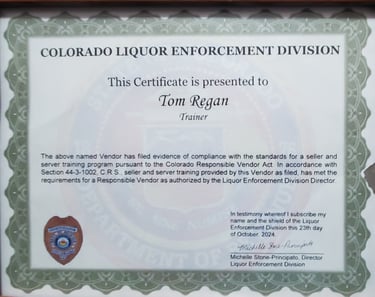 COLORADO LIQUOR ENFORCEMENT DIVISION
This Certificate is presented to
Tom Regan
Trainer
The above named Vendor has filed evidence of compliance with the standards for a seller and
server training program pursuant to the Colorado Responsible Vendor Act. In accordance with
Section 44-3-1002, C.R.S., seller and server training provided by this Vendor as filed, has met
the requirements for a Responsible Vendor as authorized by the Liquor Enforcement Division Director.
In testimony whereof I subscribe my
name and the shield of the Liquor
Enforcement Division this 23th day
of October, 2024.
Michelle Stone-Principato
Michelle Stone-Principato, Director
Liquor Enforcement Division